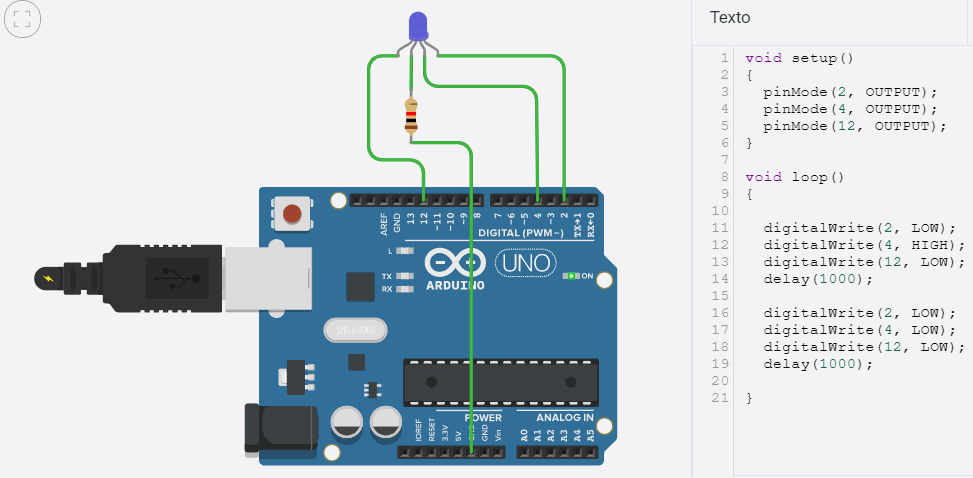 Texto
1 void setup()
2 {
3 pinMode(2, OUTPUT);
4 pinMode(4, OUTPUT);
5 pinMode(12, OUTPUT);
6 }
7
8 void loop()
9 {
10
11 digitalWrite(2, LOW);
12 digitalWrite(4, HIGH);
13 digitalWrite(12, LOW);
14 delay(1000);
15
16 digitalWrite(2, LOW);
17 digitalWrite(4, LOW);
18 digitalWrite(12, LOW);
19 delay(1000);
20
21 }
AREF
GND
13
12
~11
~10
~9
8
7
~6
~5
4
~3
2
TX→1
RX←0
DIGITAL (PWM~)
L
TX
RX
ARDUINO
UNO
ON
POWER
ANALOG IN
IOREF
RESET
3.3V
5V
GND
Vin
A0
A1
A2
A3
A4
A5